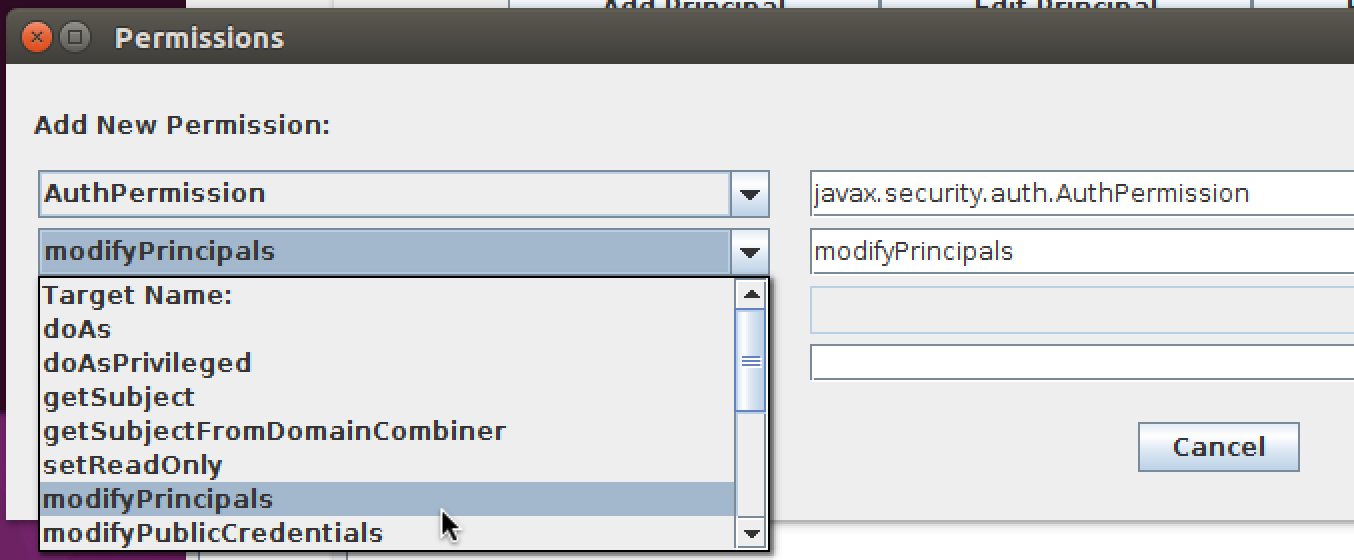 Add Principal Edit Principal
Permissions
Add New Permission:
AuthPermission javax.security.auth.AuthPermission
modifyPrincipals modifyPrincipals
Target Name:
doAs
doAsPrivileged
getSubject
getSubjectFromDomainCombiner
setReadOnly
modifyPrincipals
modifyPublicCredentials
Cancel